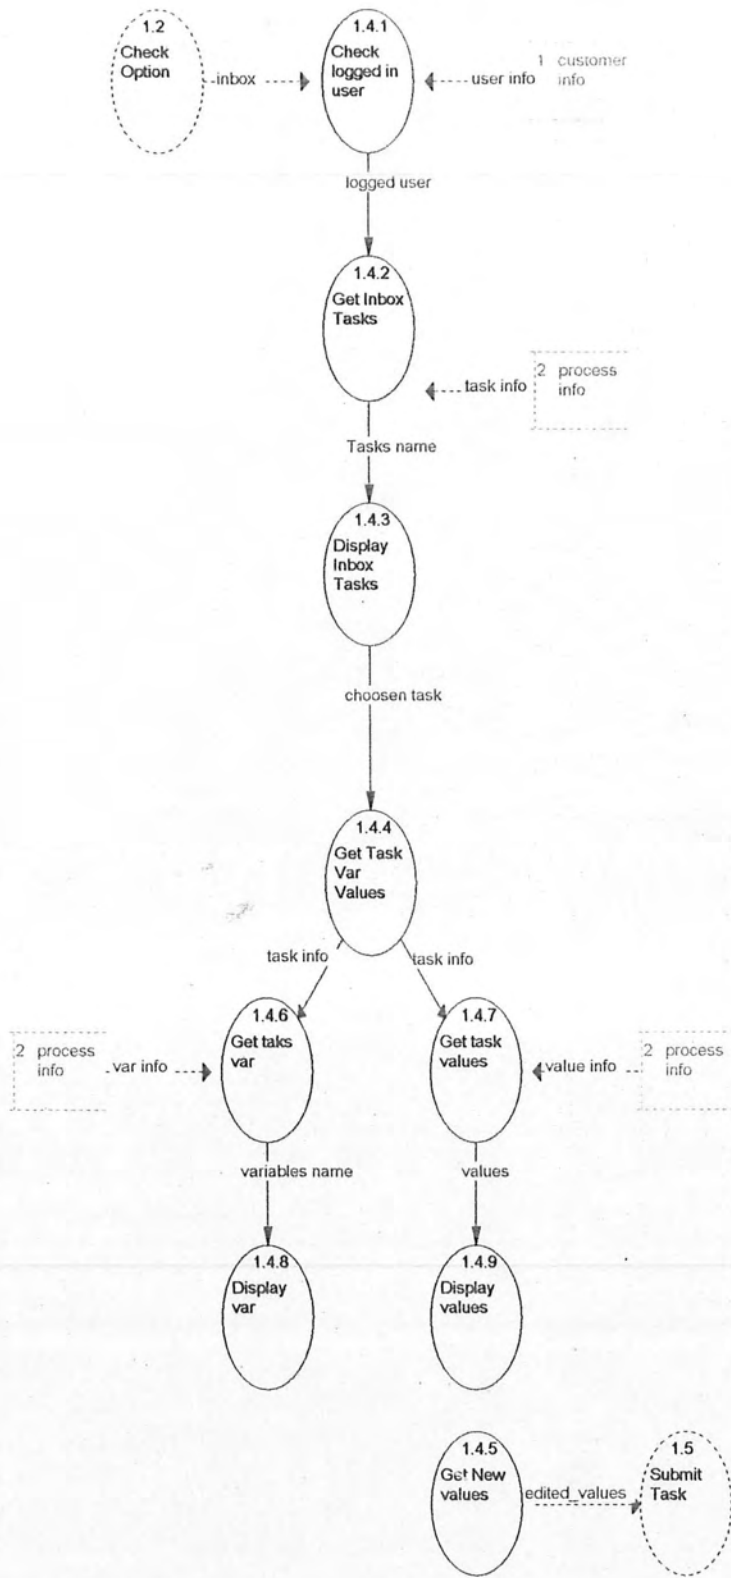 1.2
Check
Option
inbox
1.4.1
Check
logged in
user
user info
1 customer
info
logged user
1.4.2
Get Inbox
Tasks
task info
2 process
info
Tasks name
1.4.3
Display
Inbox
Tasks
choosen task
1.4.4
Get Task
Var
Values
task info
task info
2 process
info
var info
1.4.6
Get taks
var
1.4.7
Get task
values
value info
2 process
info
variables name
values
1.4.8
Display
var
1.4.9
Display
values
1.4.5
Get New
values
edited_values
1.5
Submit
Task